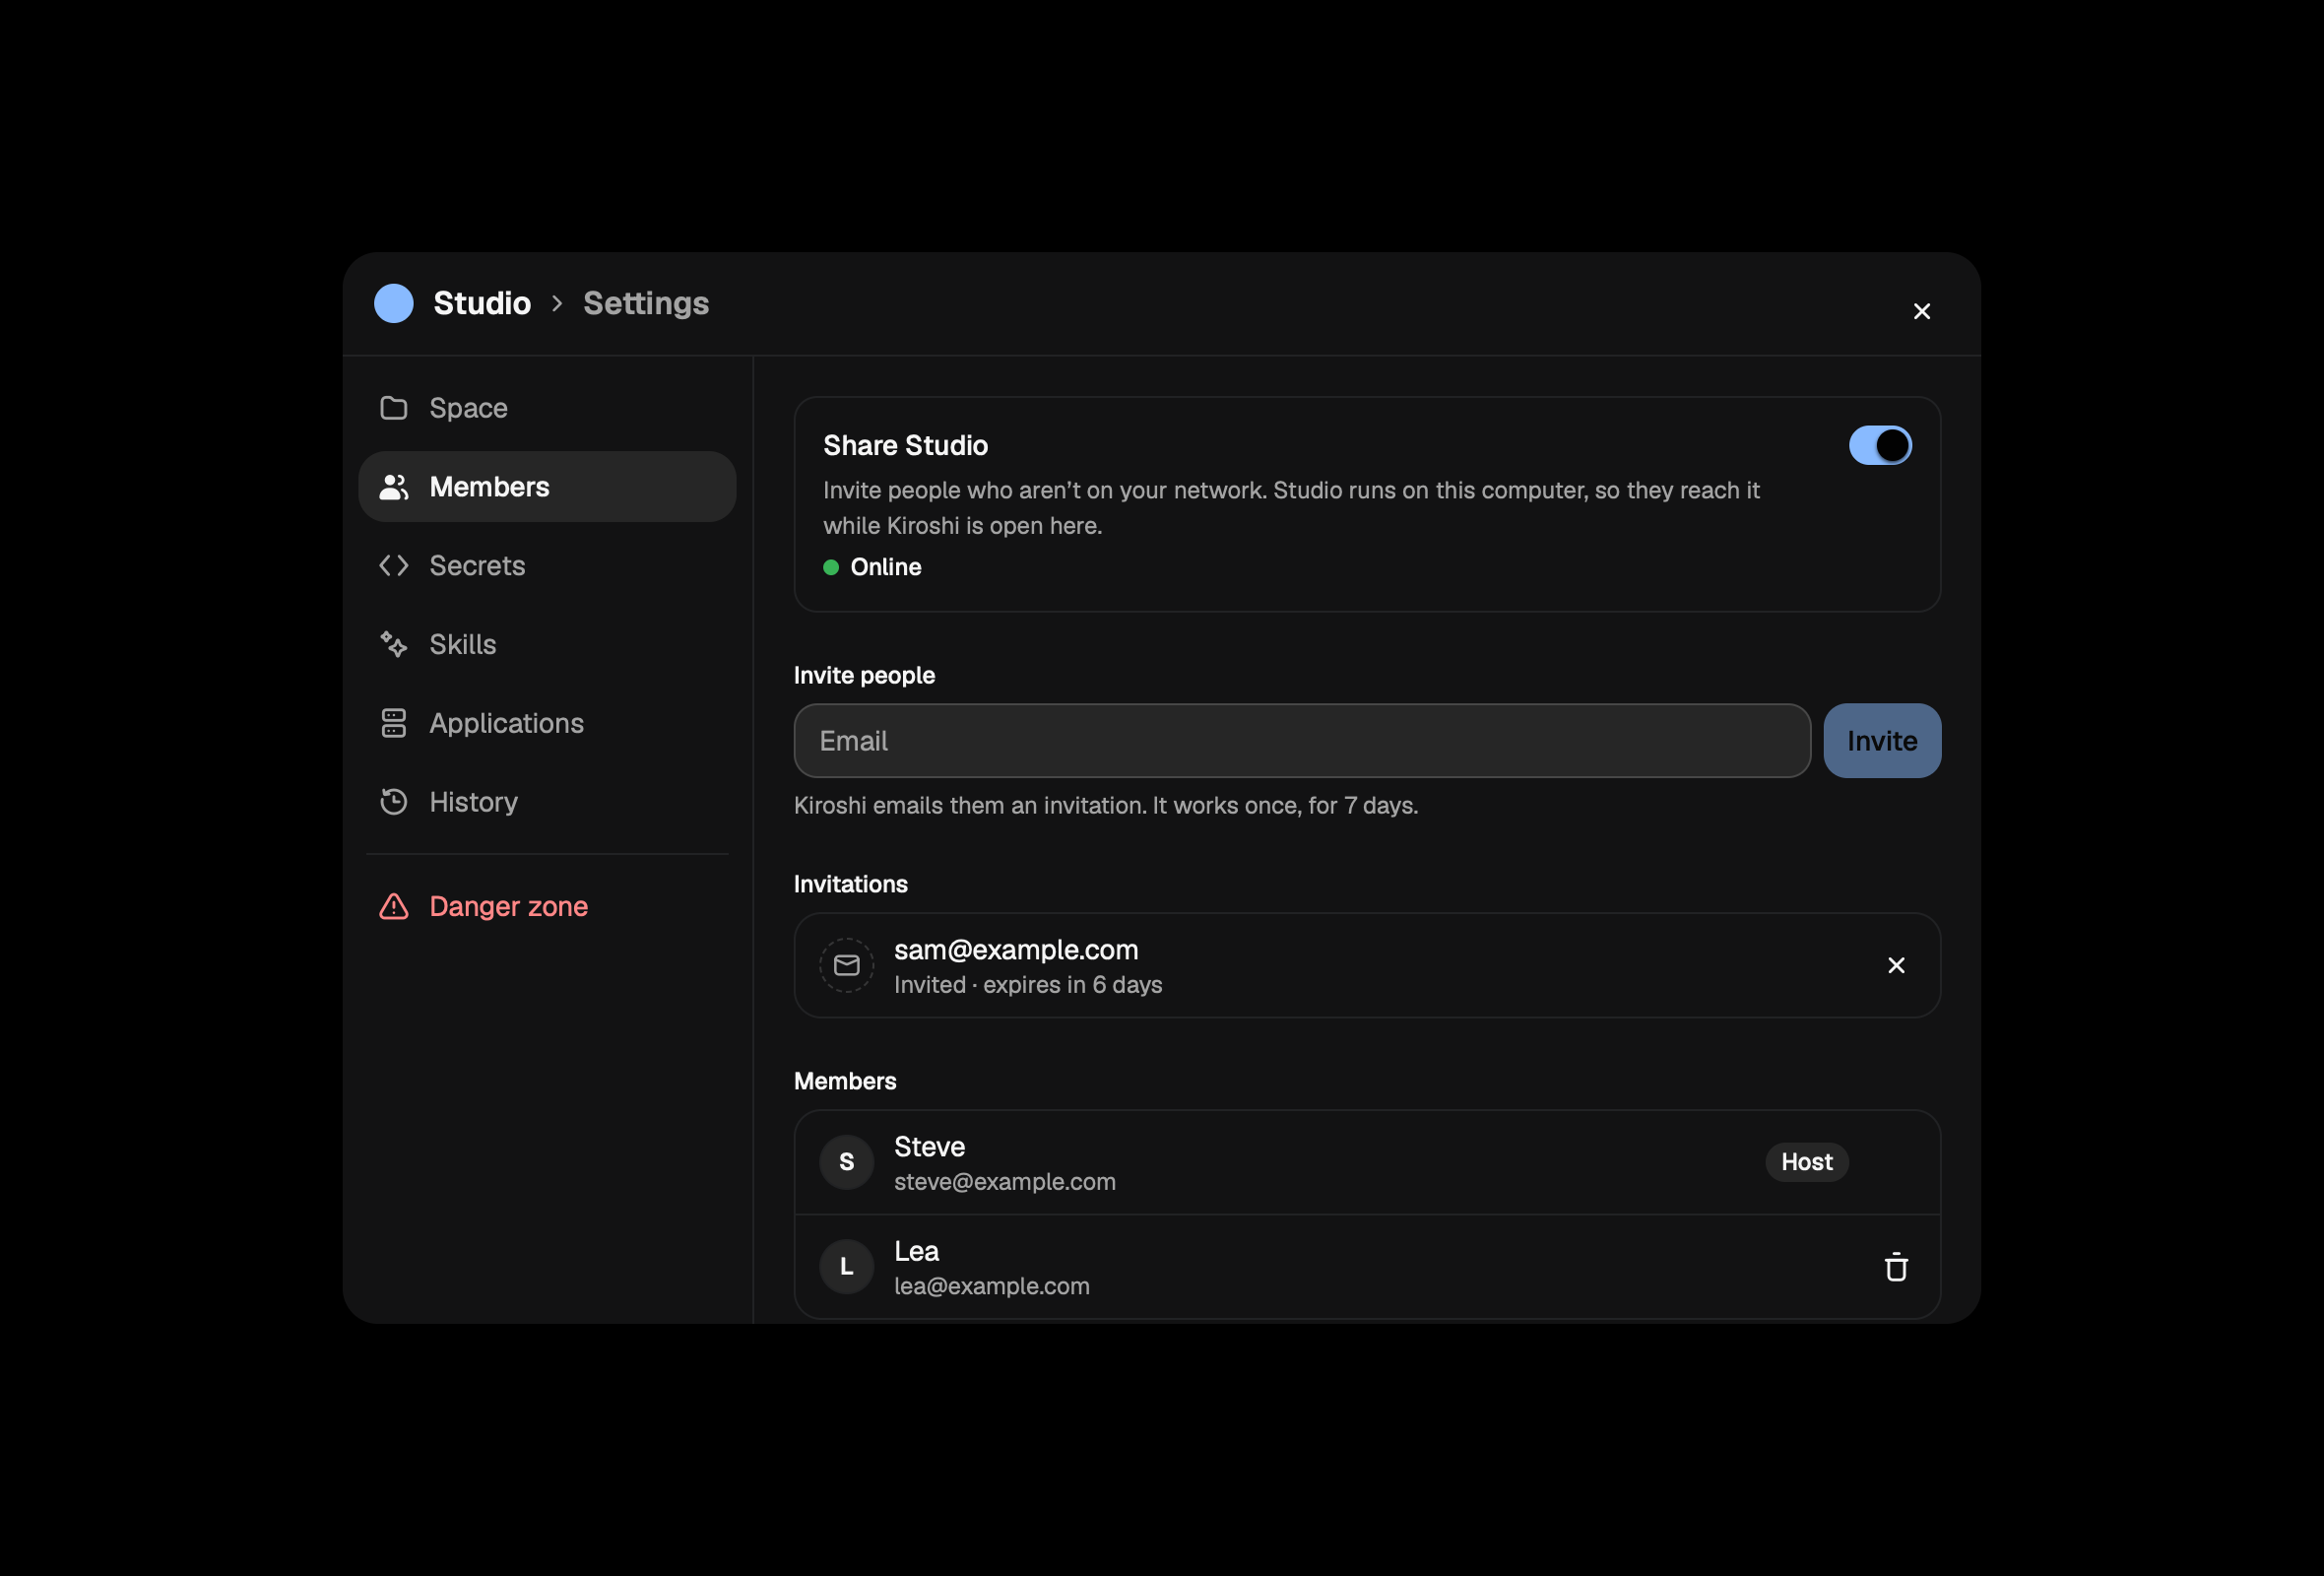 Studio > Settings
Space
Members
Secrets
Skills
Applications
History
Danger zone
Share Studio
Invite people who aren’t on your network. Studio runs on this computer, so they reach it
while Kiroshi is open here.
Online
Invite people
Email
Invite
Kiroshi emails them an invitation. It works once, for 7 days.
Invitations
sam@example.com
Invited · expires in 6 days
Members
S
Steve
steve@example.com
Host
L
Lea
lea@example.com